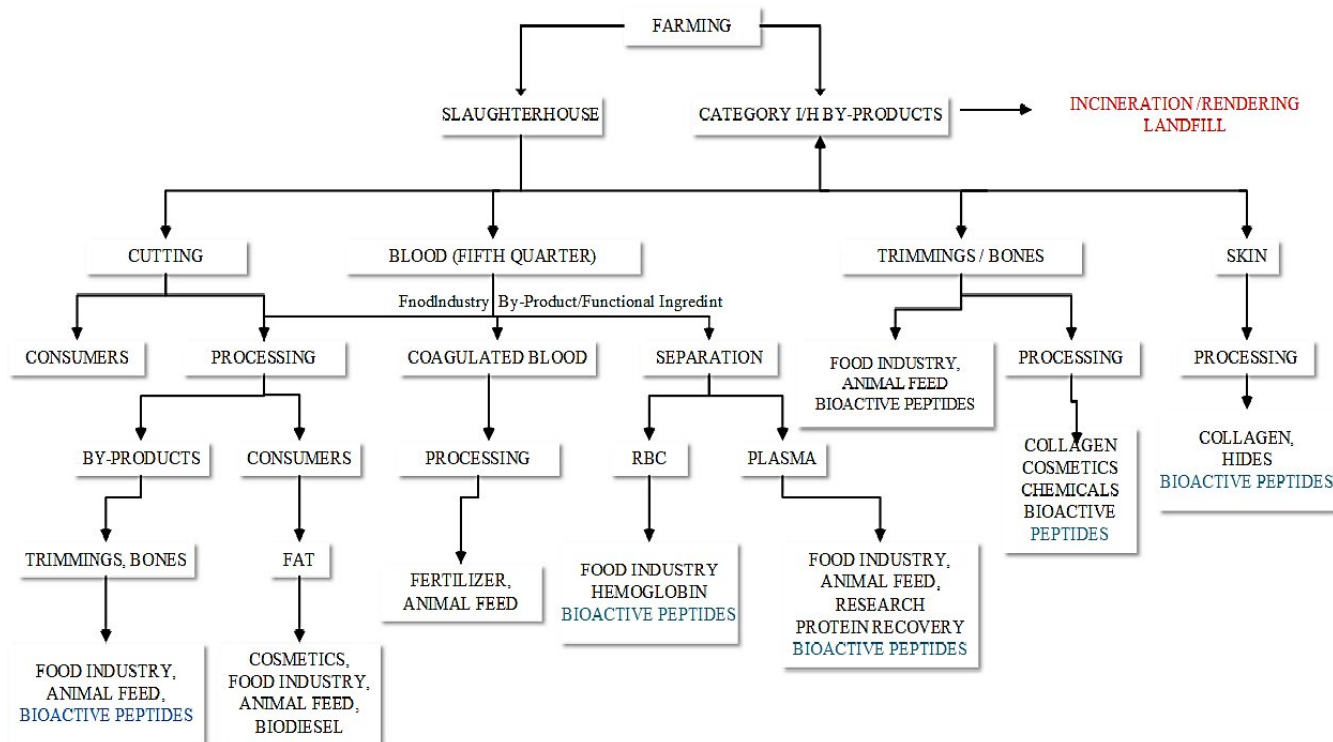 FARMING
SLAUGHTERHOUSE
CATEGORY I/H BY-PRODUCTS
INCINERATION /RENDERING
LANDFILL
CUTTING
BLOOD (FIFTH QUARTER)
TRIMMINGS / BONES
SKIN
FnodIndustry By-Product/Functional Ingredint
CONSUMERS
PROCESSING
COAGULATED BLOOD
SEPARATION
FOOD INDUSTRY,
ANIMAL FEED
BIOACTIVE PEPTIDES
PROCESSING
PROCESSING
BY-PRODUCTS
CONSUMERS
PROCESSING
RBC
PLASMA
COLLAGEN
COSMETICS
CHEMICALS
BIOACTIVE
PEPTIDES
COLLAGEN,
HIDES
BIOACTIVE PEPTIDES
TRIMMINGS, BONES
FAT
FERTILIZER,
ANIMAL FEED
FOOD INDUSTRY
HEMOGLOBIN
BIOACTIVE PEPTIDES
FOOD INDUSTRY,
ANIMAL FEED,
RESEARCH
PROTEIN RECOVERY
BIOACTIVE PEPTIDES
FOOD INDUSTRY,
ANIMAL FEED,
BIOACTIVE PEPTIDES
COSMETICS,
FOOD INDUSTRY,
ANIMAL FEED,
BIODIESEL